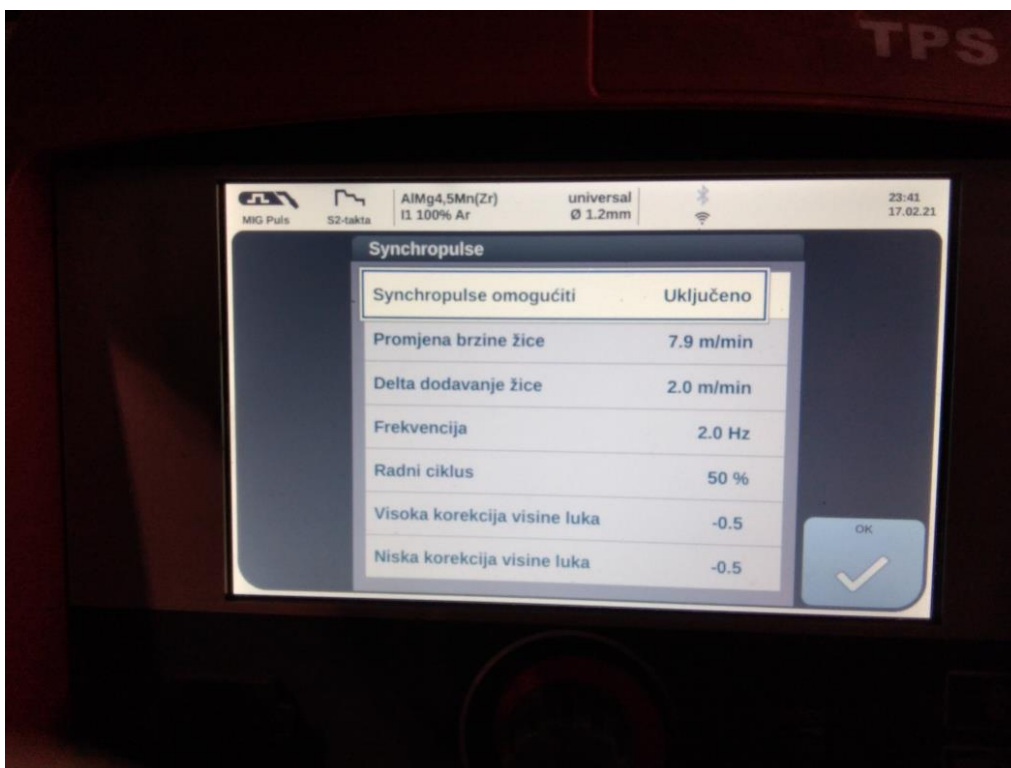 TPS
AlMg4,5Mn(Zr) universal 23:41
MIG Puls S2-takta I1 100% Ar Ø 1.2mm 17.02.21
Synchropulse
Synchropulse omogućiti Uključeno
Promjena brzine žice 7.9 m/min
Delta dodavanje žice 2.0 m/min
Frekvencija 2.0 Hz
Radni ciklus 50 %
Visoka korekcija visine luka -0.5
OK
Niska korekcija visine luka -0.5